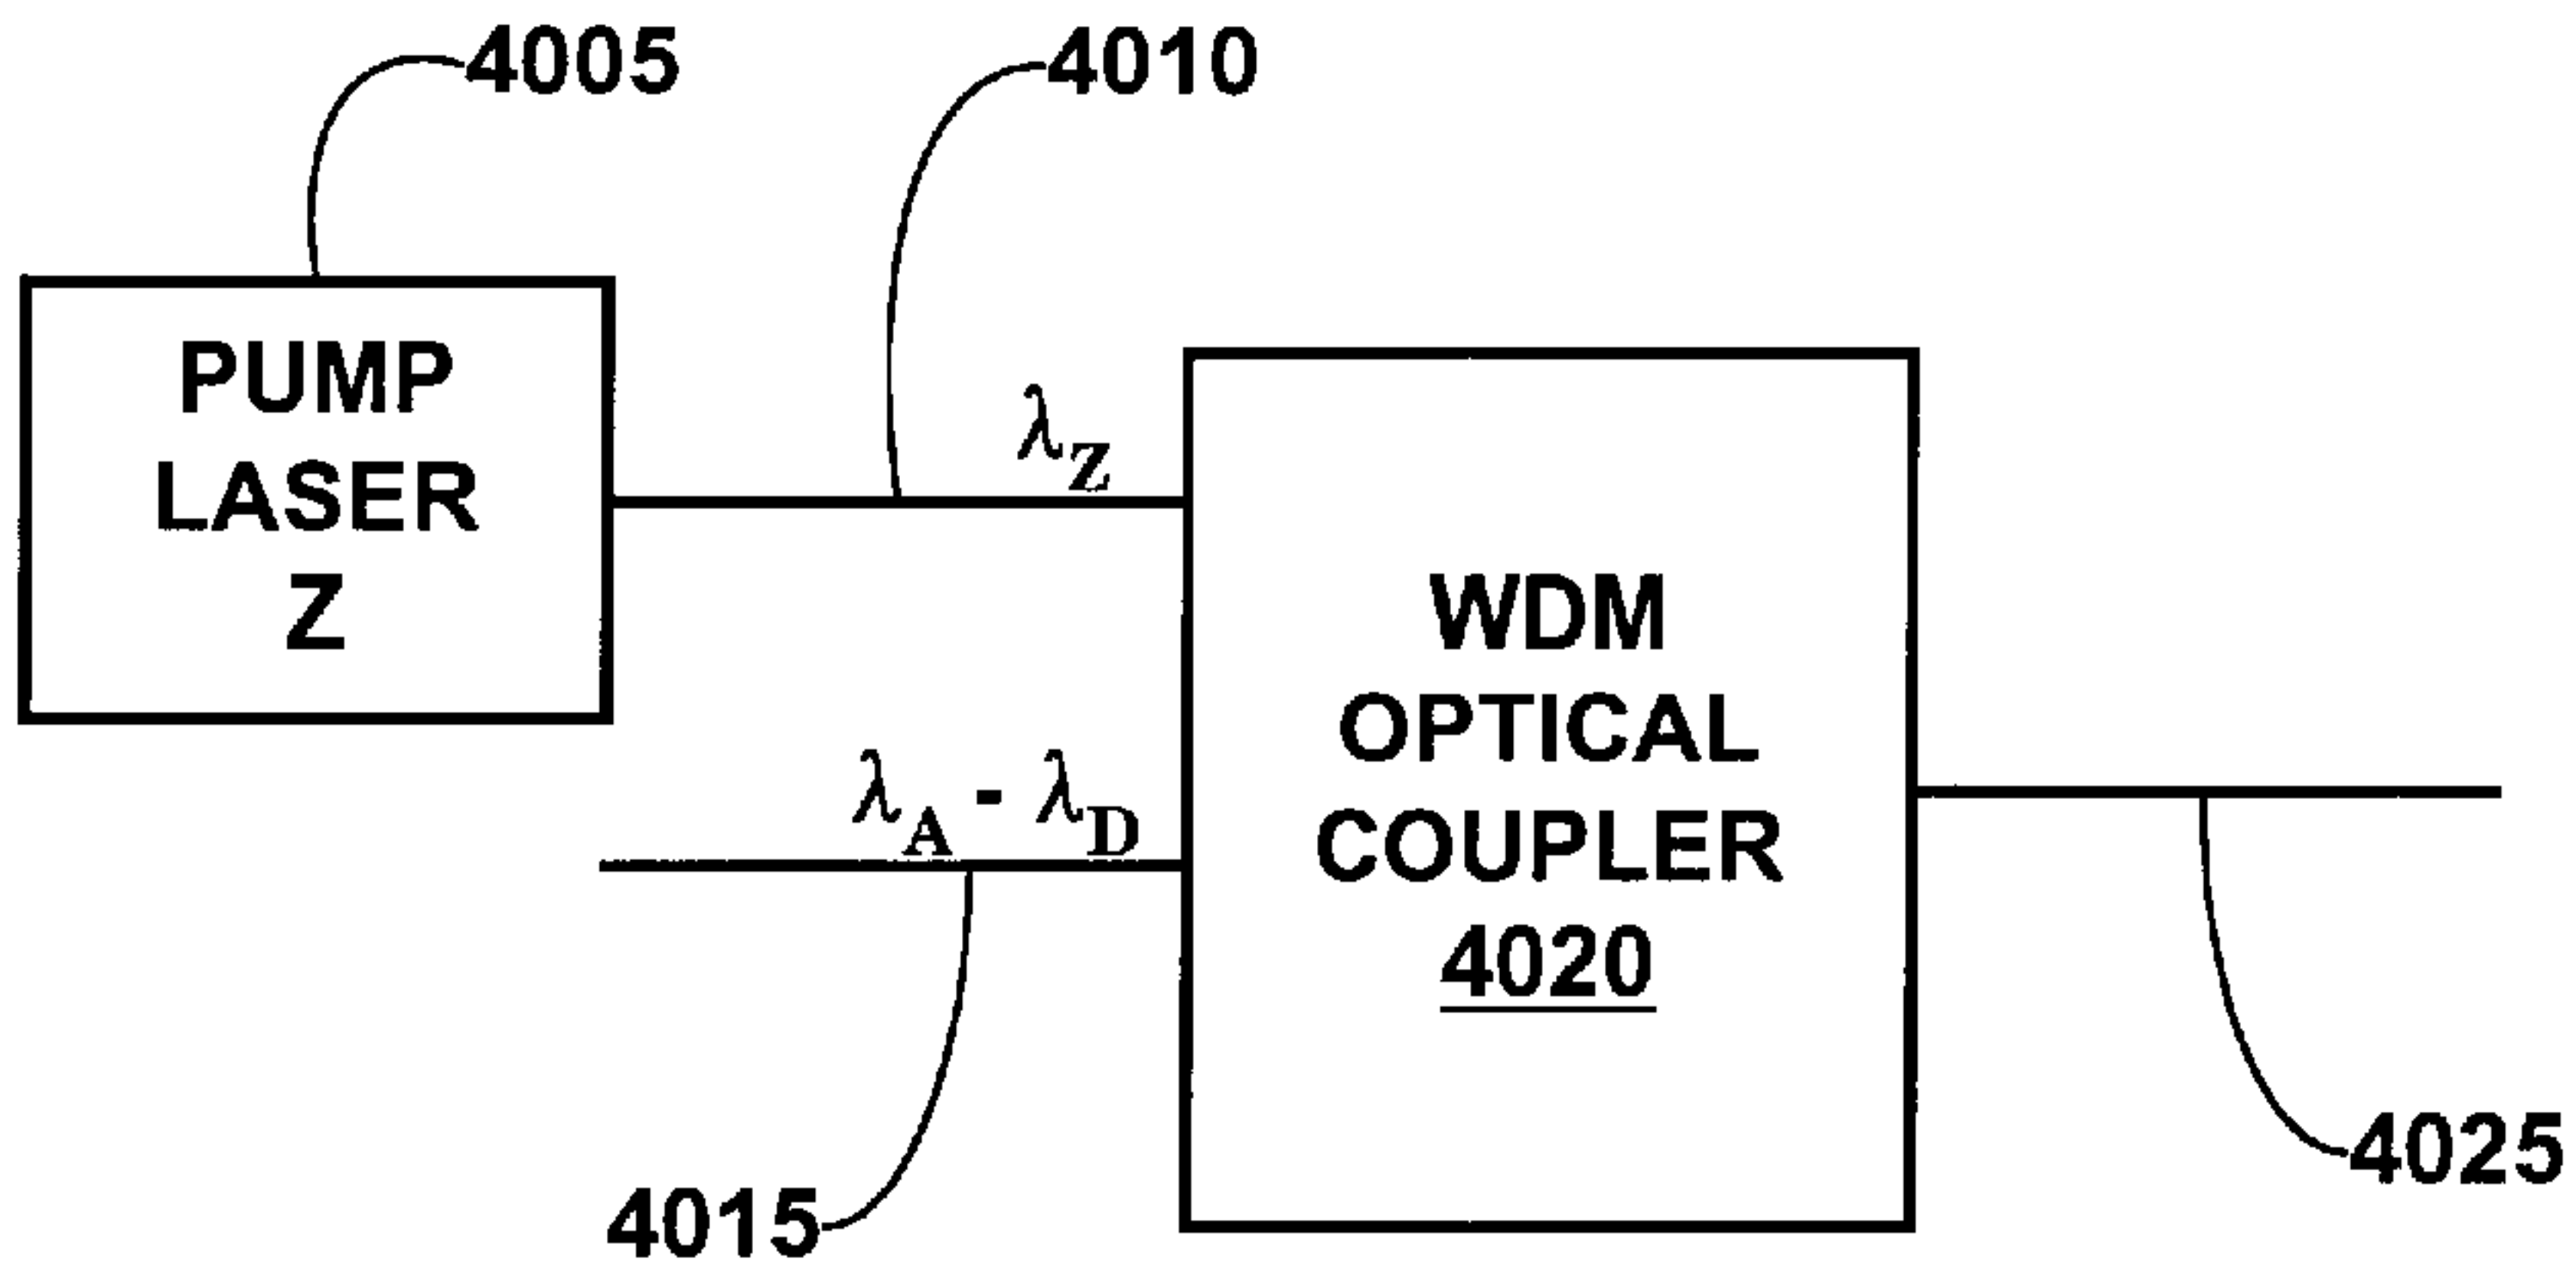 4005
4010
PUMP
LASER
Z
λZ
λA - λD
WDM
OPTICAL
COUPLER
4020
4015
4025